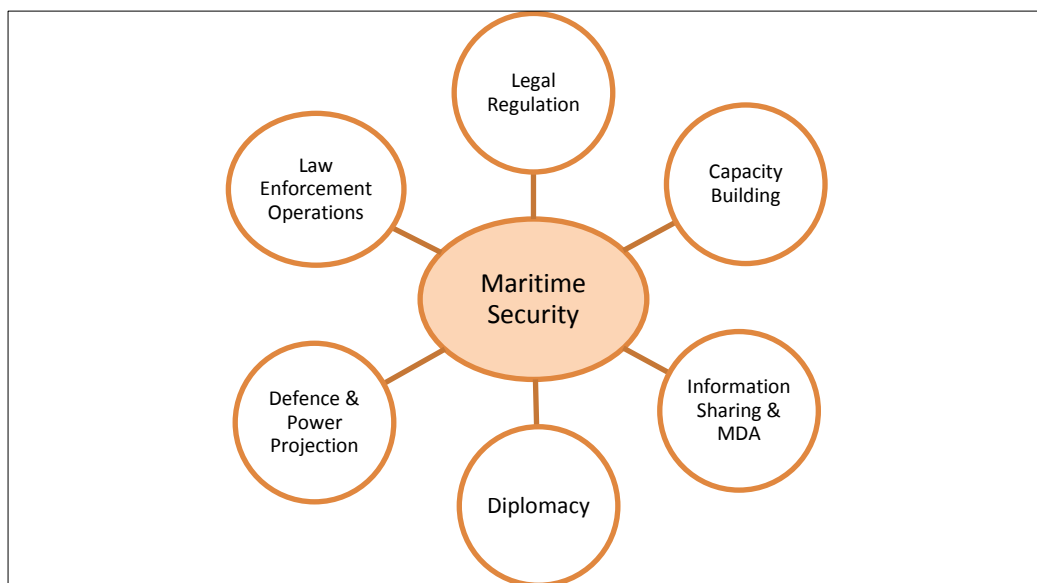 Legal
Regulation
Capacity
Building
Information
Sharing &
MDA
Diplomacy
Defence &
Power
Projection
Law
Enforcement
Operations
Maritime
Security